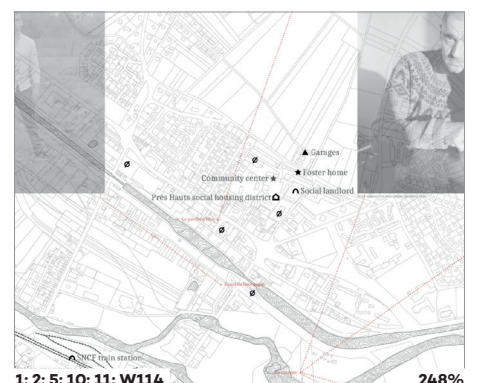 Garages
Community center
Foster home
Prés Hauts social housing district
Social landlord
SNCF train station
1; 2; 5; 10; 11; W114
248%